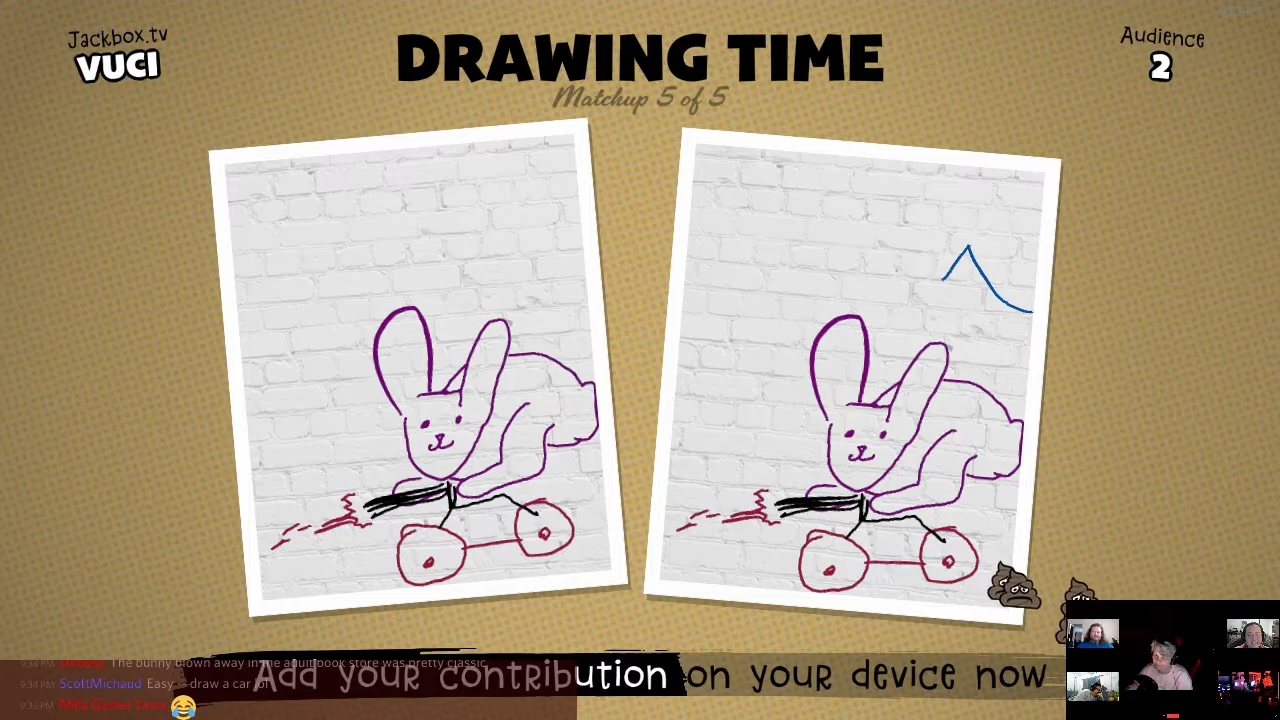 Jackbox.tv
VUCI
DRAWING TIME
Matchup 5 of 5
Audience
2
9:34 PM The bunny blown away in the adult book store was pretty classic
Add your contribution on your device now
9:34 PM ScottMichaud Easy draw a car
9:35 PM